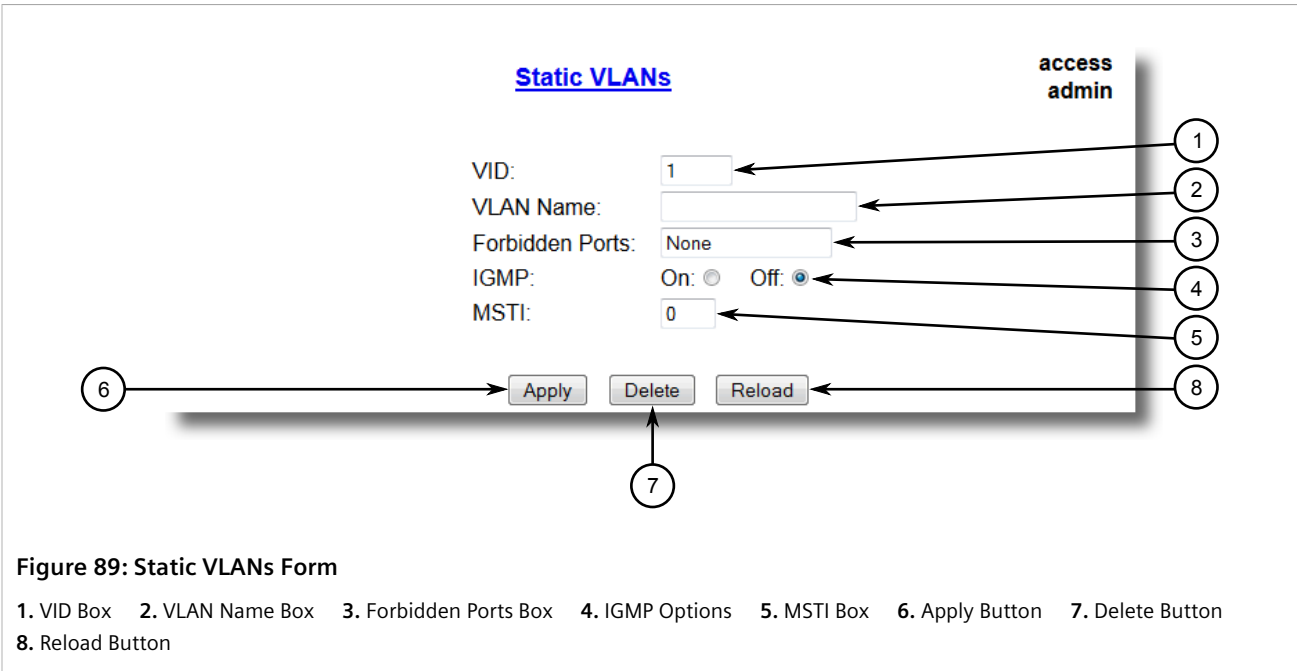 Static VLANs
access
admin
VID: 1
VLAN Name:
Forbidden Ports: None
IGMP: On: Off:
MSTI: 0
Apply Delete Reload
1
2
3
4
5
6
8
7
Figure 89: Static VLANs Form
1. VID Box 2. VLAN Name Box 3. Forbidden Ports Box 4. IGMP Options 5. MSTI Box 6. Apply Button 7. Delete Button
8. Reload Button